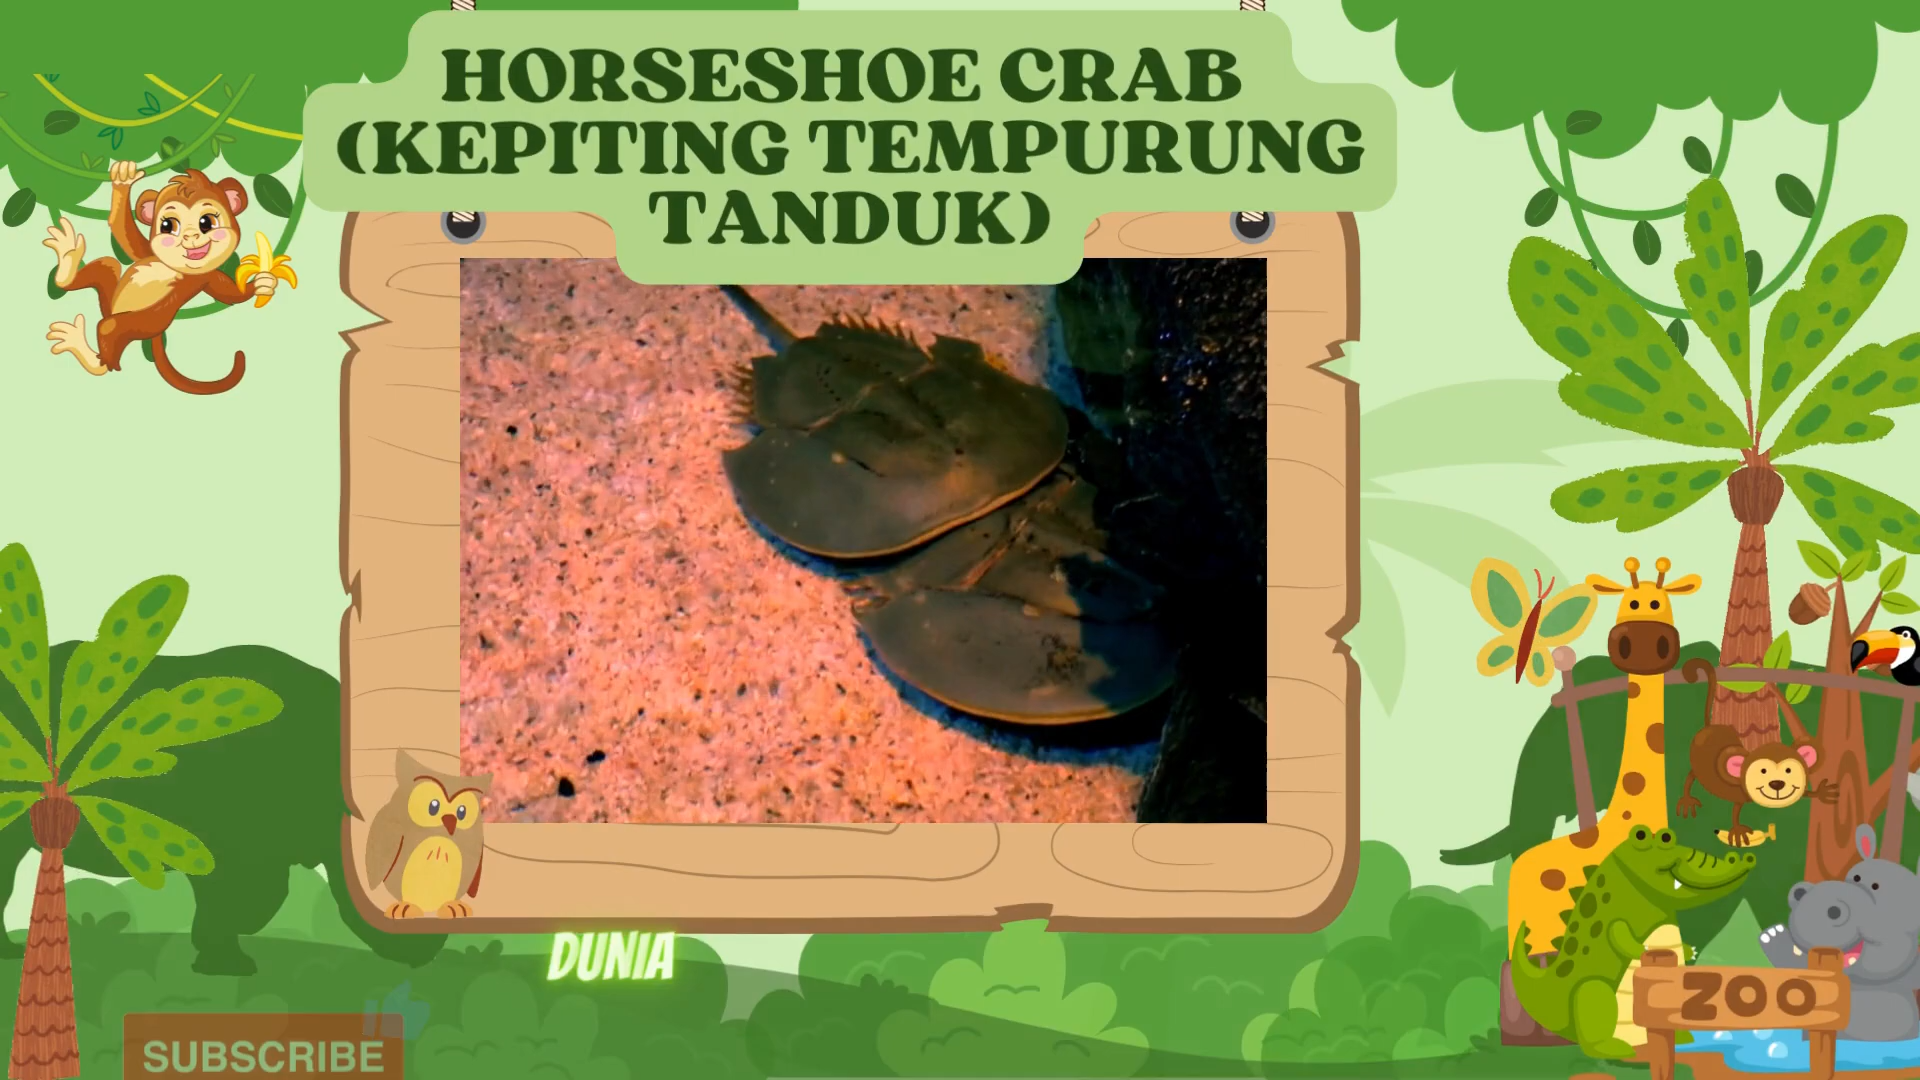 HORSESHOE CRAB
(KEPITING TEMPURUNG
TANDUK)
DUNIA
ZOO
SUBSCRIBE